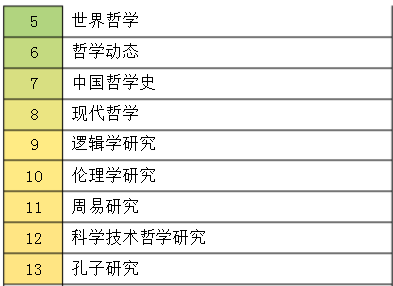 5 世界哲学
6 哲学动态
7 中国哲学史
8 现代哲学
9 逻辑学研究
10 伦理学研究
11 周易研究
12 科学技术哲学研究
13 孔子研究